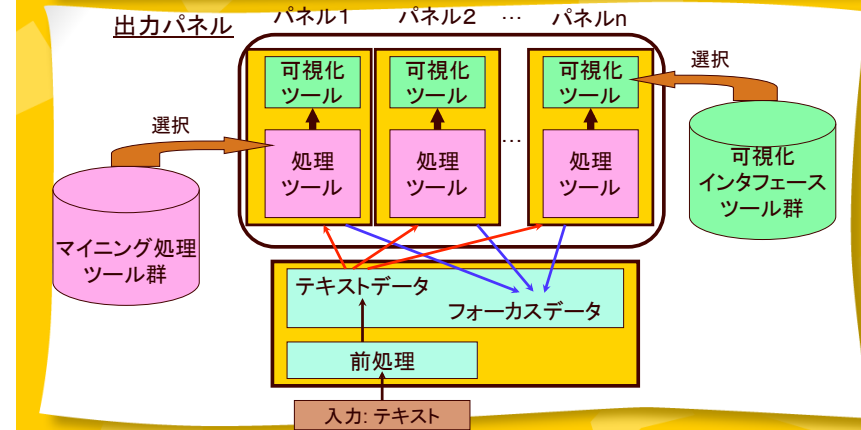 出力パネル
パネル1
パネル2
…
パネルn
可視化
ツール
可視化
ツール
可視化
ツール
選択
選択
処理
ツール
処理
ツール
…
処理
ツール
可視化
インタフェース
ツール群
マイニング処理
ツール群
テキストデータ
フォーカスデータ
前処理
入力: テキスト